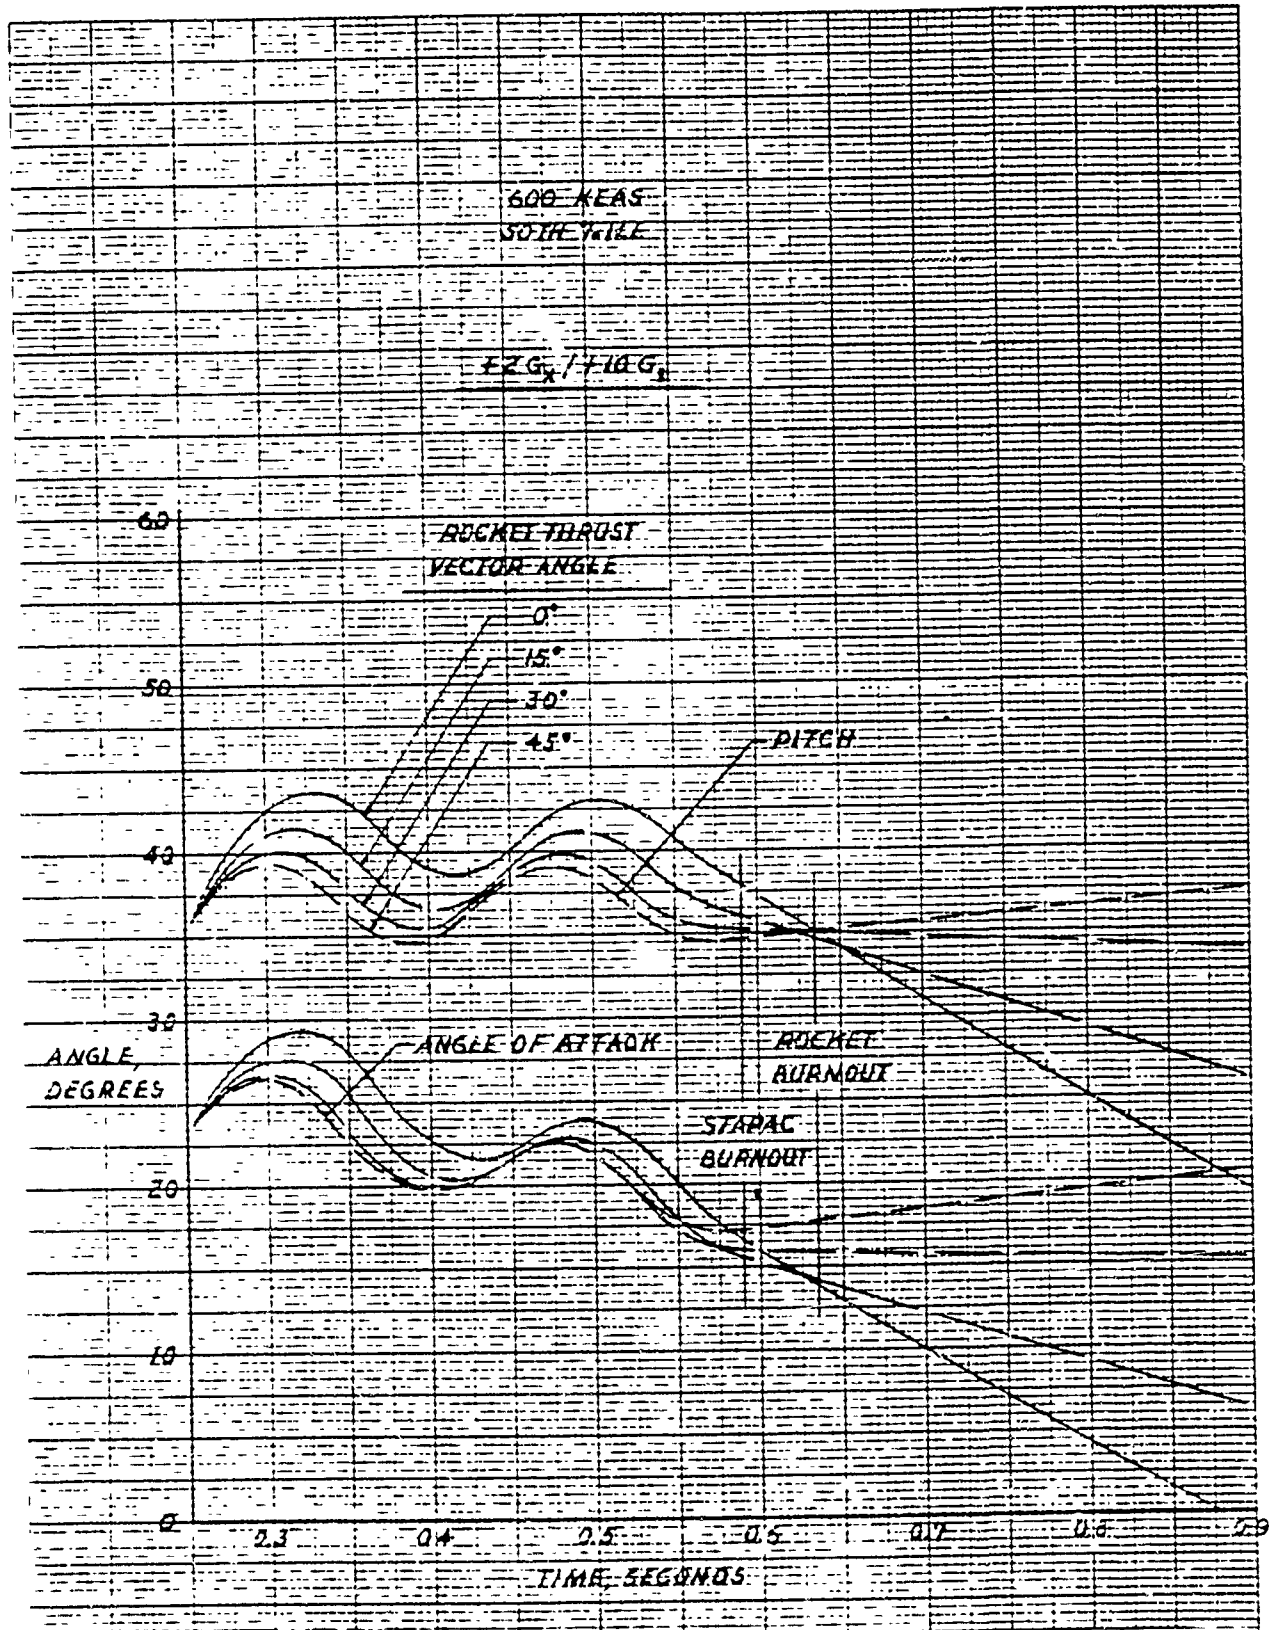 600 KEAS
50TH %ILE
+2 Gx / +10 Gz
ROCKET THRUST
VECTOR ANGLE
0°
15°
30°
45°
PITCH
ANGLE OF ATTACK
ROCKET
BURNOUT
STAPAC
BURNOUT
ANGLE,
DEGREES
60
50
40
30
20
10
0
0.3 0.4 0.5 0.6 0.7 0.8 0.9
TIME, SECONDS